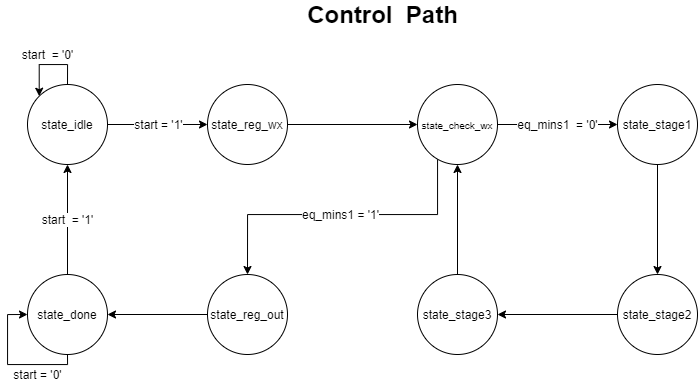 Control Path
start = '0'
state_idle
start = '1'
state_reg_wx
state_check_wx
eq_mins1 = '0'
state_stage1
start = '1'
eq_mins1 = '1'
state_done
state_reg_out
state_stage3
state_stage2
start = '0'